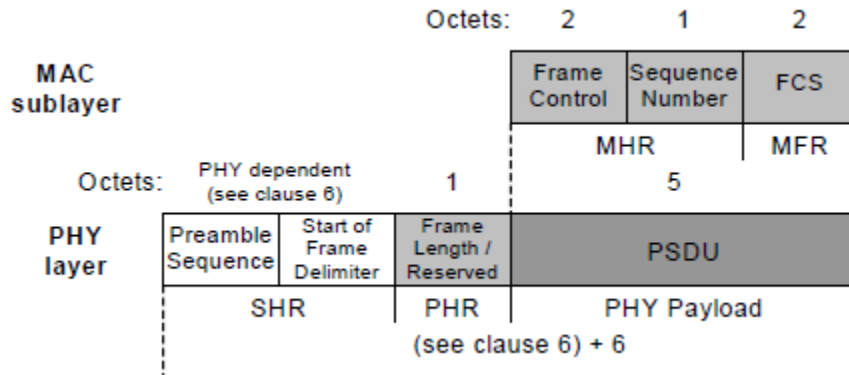 Octets: 2 1 2
MAC
sublayer
Frame
Control
Sequence
Number
FCS
MHR
MFR
Octets:
PHY dependent
(see clause 6)
1
5
PHY
layer
Preamble
Sequence
Start of
Frame
Delimiter
Frame
Length /
Reserved
PSDU
SHR
PHR
PHY Payload
(see clause 6) + 6